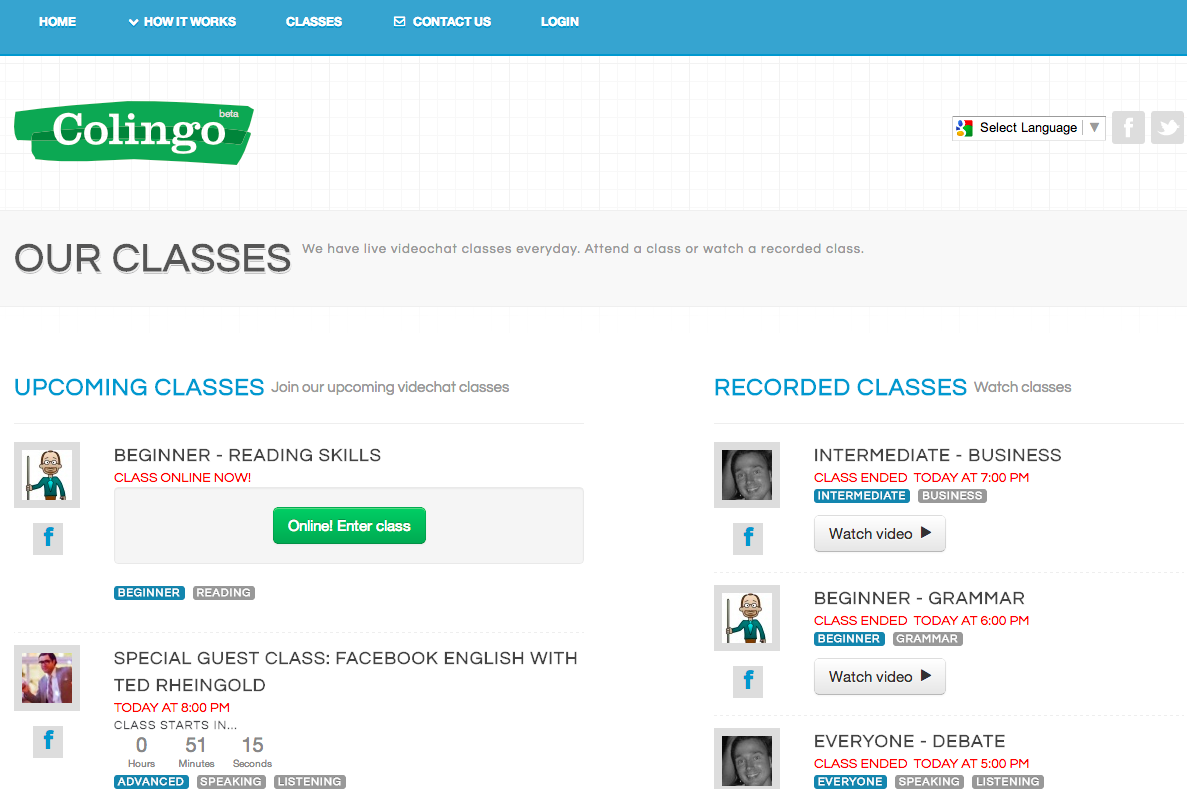 HOME HOW IT WORKS CLASSES CONTACT US LOGIN
Colingo beta
Select Language ▼
OUR CLASSES We have live videochat classes everyday. Attend a class or watch a recorded class.
UPCOMING CLASSES Join our upcoming videchat classes
BEGINNER - READING SKILLS
CLASS ONLINE NOW!
Online! Enter class
BEGINNER READING
SPECIAL GUEST CLASS: FACEBOOK ENGLISH WITH
TED RHEINGOLD
TODAY AT 8:00 PM
CLASS STARTS IN...
0 51 15
Hours Minutes Seconds
ADVANCED SPEAKING LISTENING
RECORDED CLASSES Watch classes
INTERMEDIATE - BUSINESS
CLASS ENDED TODAY AT 7:00 PM
INTERMEDIATE BUSINESS
Watch video
BEGINNER - GRAMMAR
CLASS ENDED TODAY AT 6:00 PM
BEGINNER GRAMMAR
Watch video
EVERYONE - DEBATE
CLASS ENDED TODAY AT 5:00 PM
EVERYONE SPEAKING LISTENING